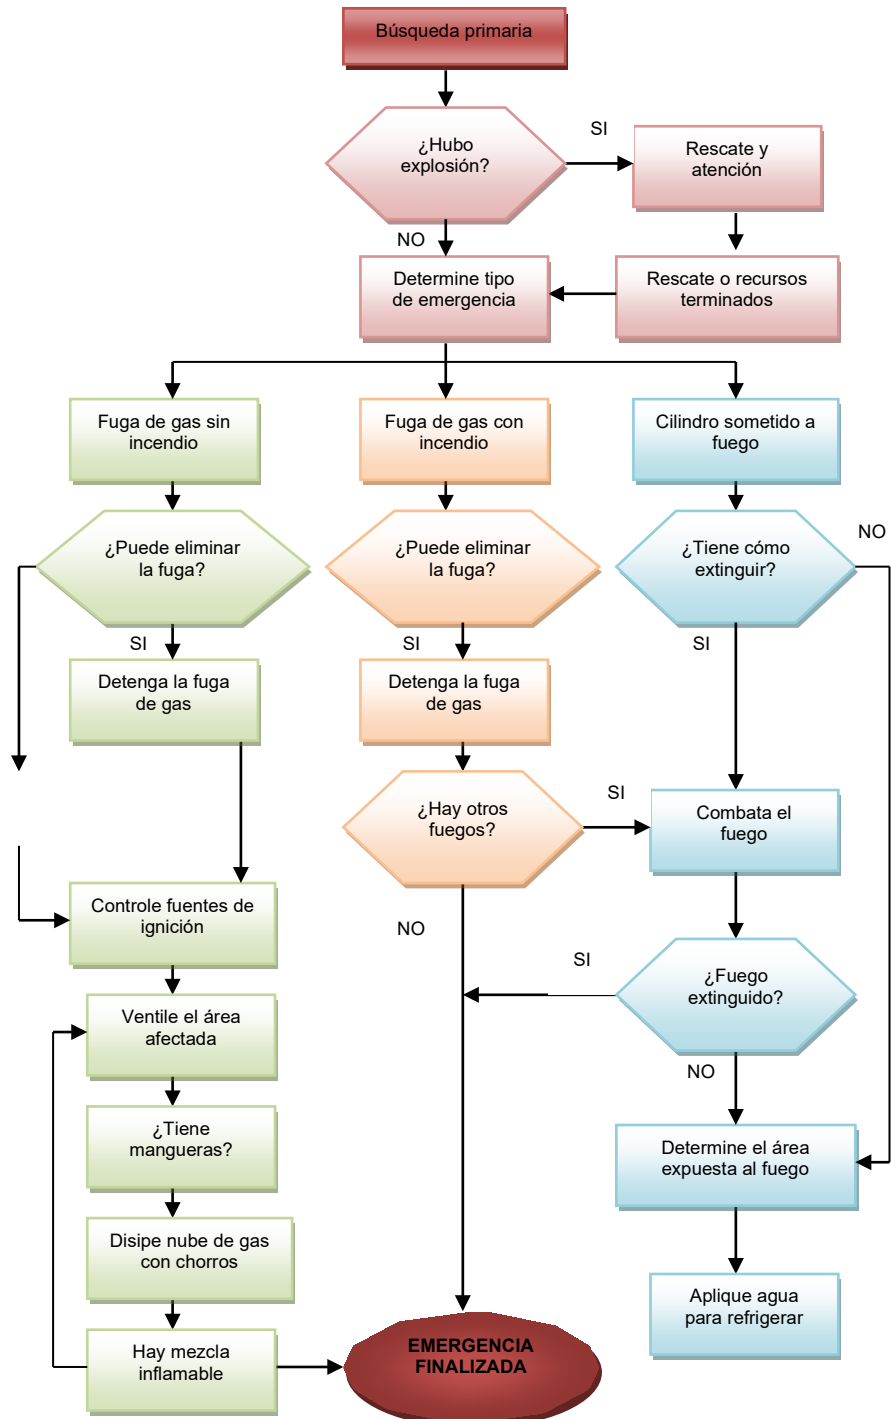 Búsqueda primaria
¿Hubo
explosión?
SI
Rescate y
atención
NO
Determine tipo
de emergencia
Rescate o recursos
terminados
Fuga de gas sin
incendio
Fuga de gas con
incendio
Cilindro sometido a
fuego
¿Puede eliminar
la fuga?
¿Puede eliminar
la fuga?
¿Tiene cómo
extinguir?
NO
SI
SI
SI
Detenga la fuga
de gas
Detenga la fuga
de gas
¿Hay otros
fuegos?
SI
Combata el
fuego
Controle fuentes de
ignición
NO
SI
¿Fuego
extinguido?
Ventile el área
afectada
NO
¿Tiene
mangueras?
Determine el área
expuesta al fuego
Disipe nube de gas
con chorros
Aplique agua
para refrigerar
Hay mezcla
inflamable
EMERGENCIA
FINALIZADA